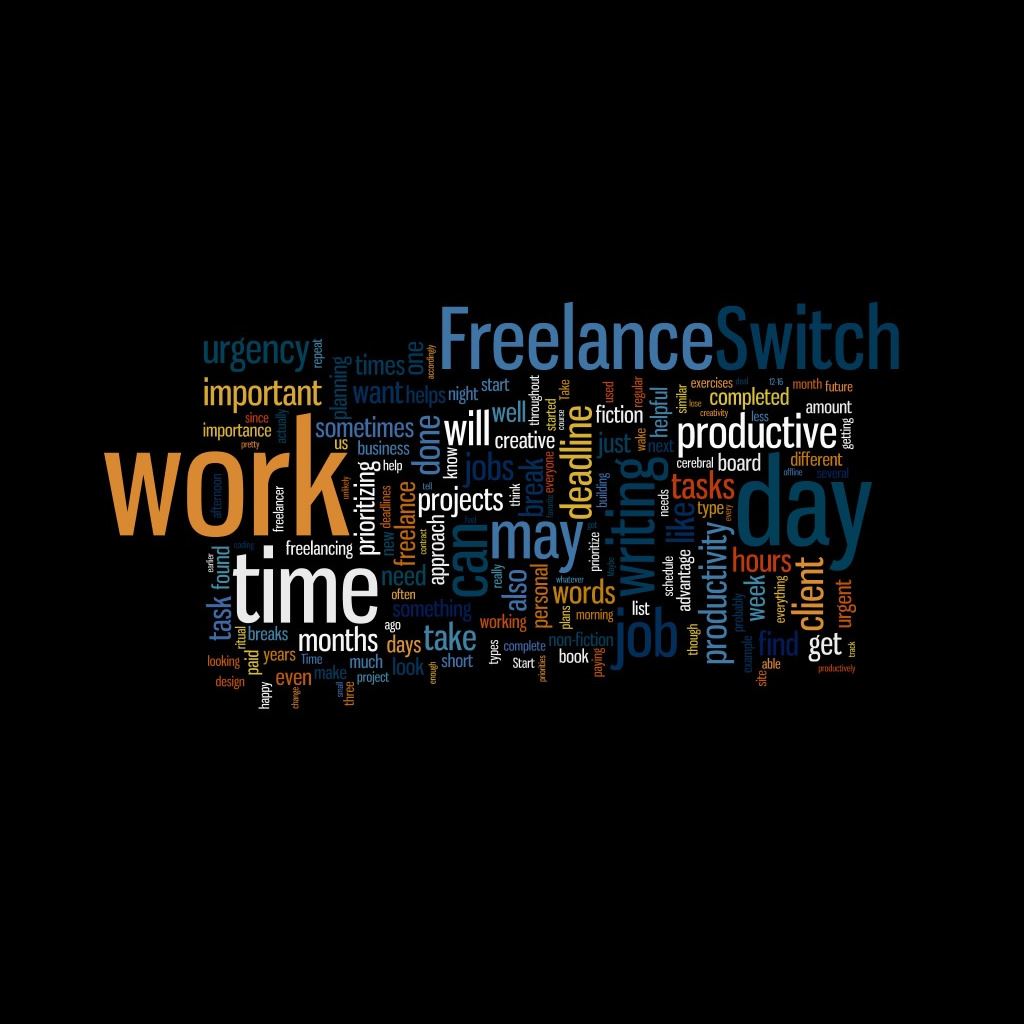 FreelanceSwitch
urgency
repeat
planning
times
one
accordingly
important
want
helps
night
start
throughout
Take
used
regular
helpful
similar
exercises
12-16
month
future
lose
completed
creativity
less
amount
getting
since
actually
importance
pretty
sometimes
us
business
done
will
know
creative
well
started
course
fiction
just
wake
next
productive
cerebral
board
different
several
offline
work
afternoon
freelancer
unlikely
prioritizing
help
deadlines
new
freelance
tell
contract
projects
jobs
think
break
everyone
deadline
building
writing
needs
like
tasks
type
every
day
approach
can
feel
may
prioritize
get
Maybe
earlier
found
freelancing
time
need
often
something
really
also
personal
whatever
words
plans
morning
list
schedule
advantage
productivity
hours
probably
week
everything
client
urgent
task
ritual
breaks
months
ago
days
take
working
non-fiction
job
though
example
find
get
track
looking
paid
years
Time
much
look
enough
short
types
complete
Start
priorities
book
paying
site
able
productively
design
happy
even
change
make
small
three
project